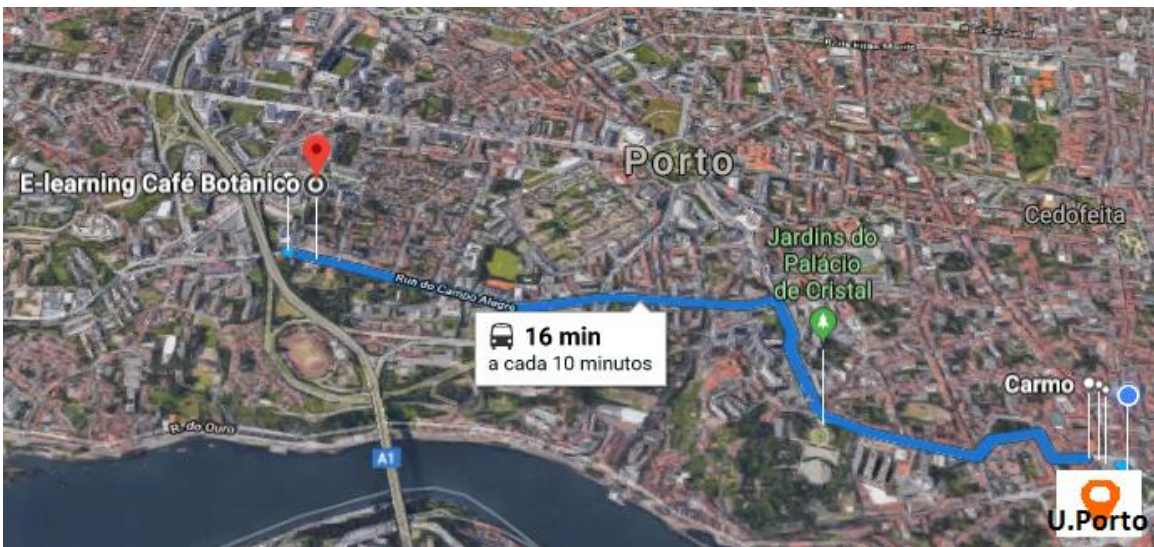 Porto
E-learning Café Botânico
Cedofeita
Jardins do
Palácio
de Cristal
Rua do Campo Alegre
16 min
a cada 10 minutos
Carmo
R. do Ouro
A1
U.Porto